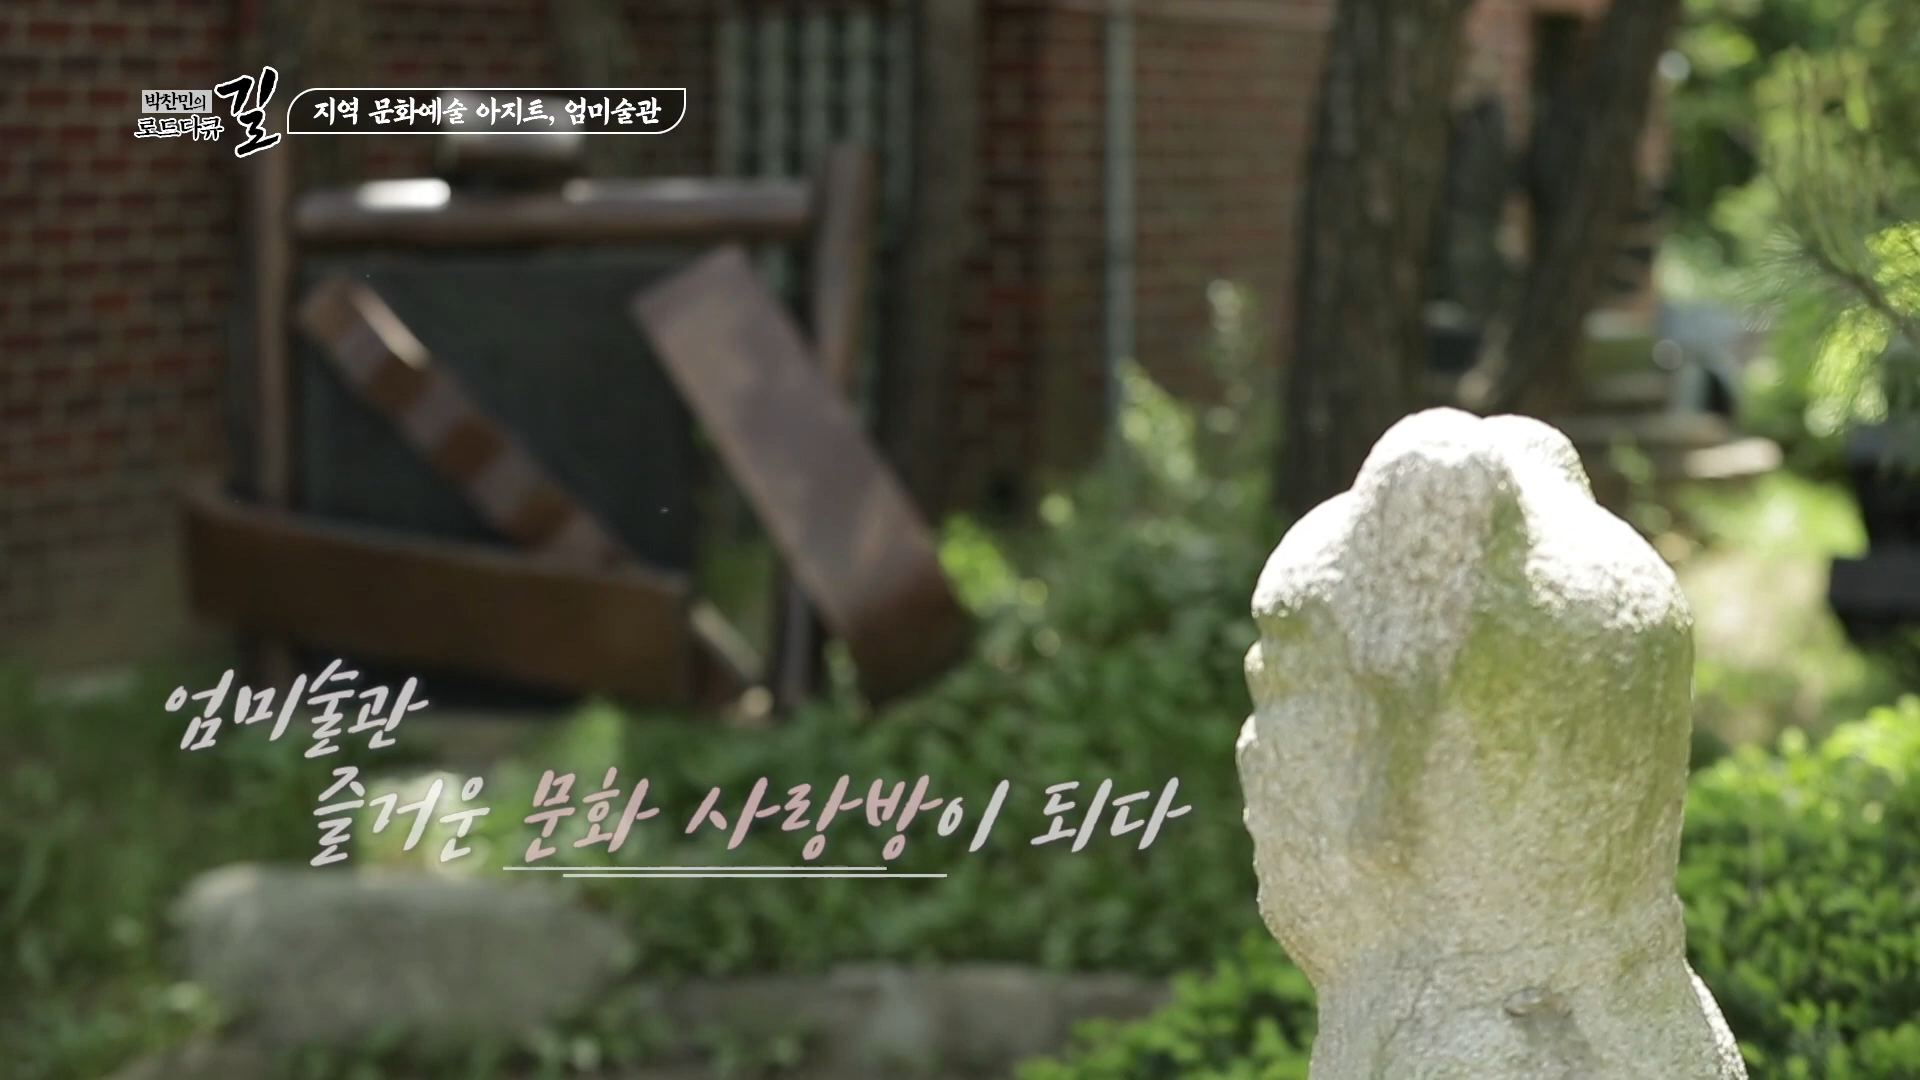 박찬민의
로드다큐
길
지역 문화예술 아지트, 엄미술관
엄미술관
즐거운 문화 사랑방이 되다